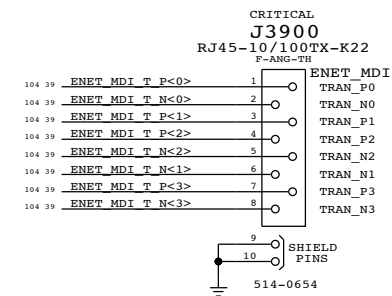 CRITICAL
J3900
RJ45-10/100TX-K22
F-ANG-TH
ENET_MDI
104 39 ENET_MDI_T_P<0> 1 TRAN_P0
104 39 ENET_MDI_T_N<0> 2 TRAN_N0
104 39 ENET_MDI_T_P<1> 3 TRAN_P1
104 39 ENET_MDI_T_P<2> 4 TRAN_P2
104 39 ENET_MDI_T_N<2> 5 TRAN_N2
104 39 ENET_MDI_T_N<1> 6 TRAN_N1
104 39 ENET_MDI_T_P<3> 7 TRAN_P3
104 39 ENET_MDI_T_N<3> 8 TRAN_N3
9 SHIELD
10 PINS
514-0654